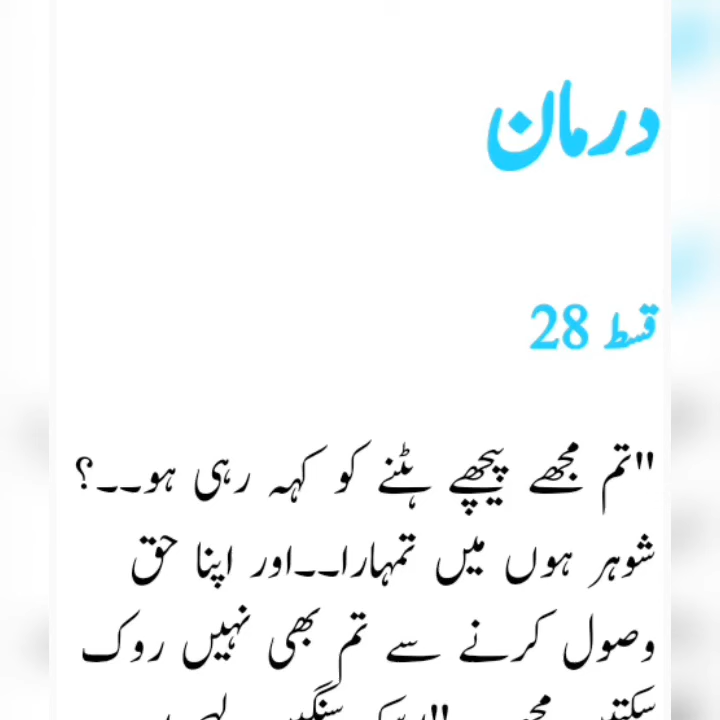 درمان
قسط 28
"تم مجھے پیچھے ہٹنے کو کہہ رہی ہو۔۔؟
شوہر ہوں میں تمہارا۔۔اور اپنا حق
وصول کرنے سے تم بھی نہیں روک